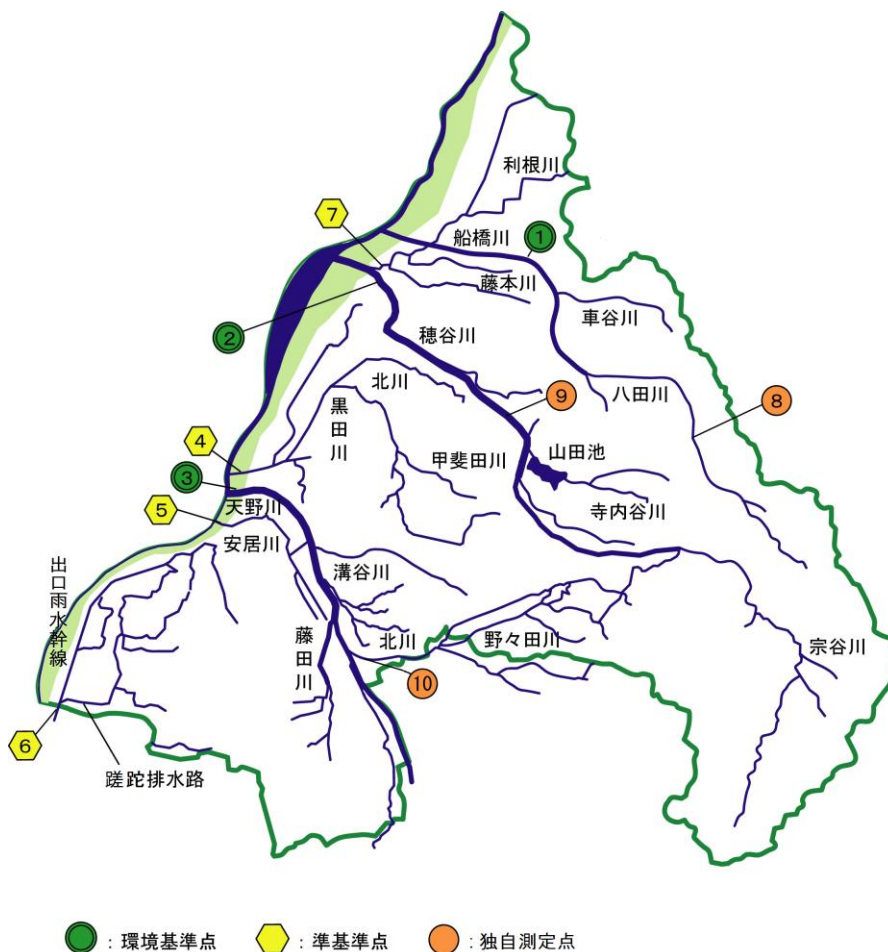 利根川
7
船橋川
1
藤本川
車谷川
2
穂谷川
北川
9
八田川
8
黒田川
4
甲斐田川
山田池
3
天野川
寺内谷川
5
安居川
出口雨水幹線
溝谷川
藤田川
北川
野々田川
宗谷川
10
6
蹉跎排水路
:環境基準点
:準基準点
:独自測定点